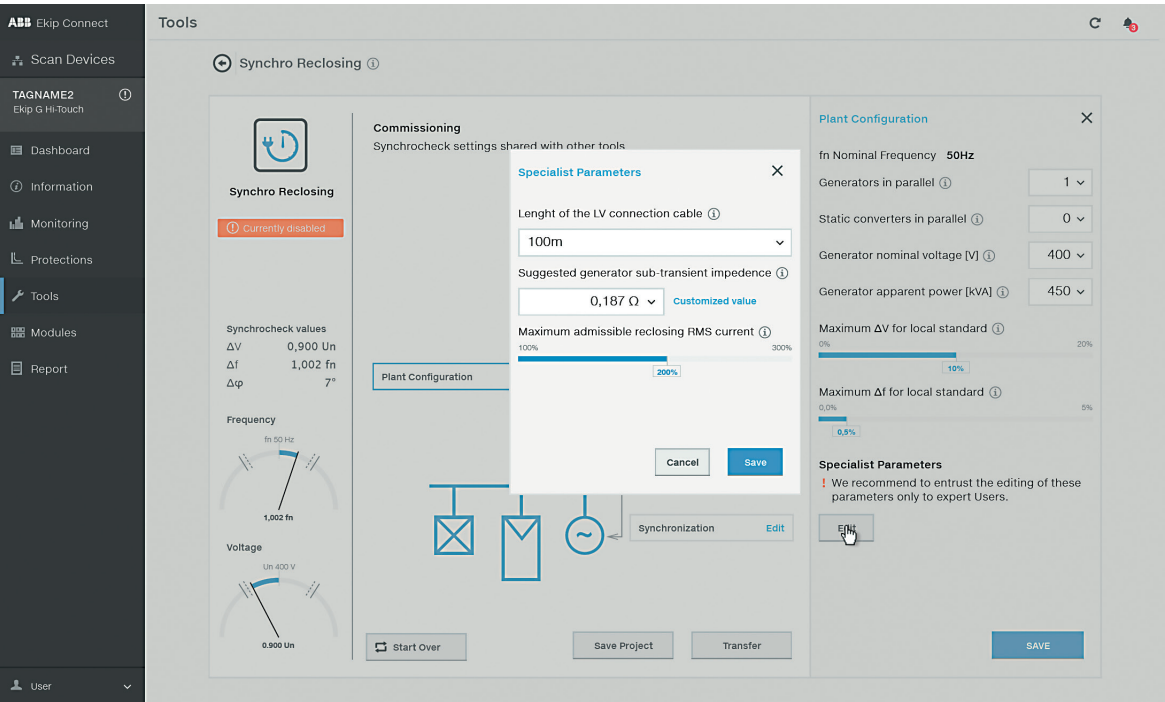 ABB Ekip Connect
Scan Devices
TAGNAME2
Ekip G Hi-Touch
Dashboard
Information
Monitoring
Protections
Tools
Modules
Report
User
Tools
3
Synchro Reclosing
Synchro Reclosing
Currently disabled
Synchrocheck values
ΔV 0,900 Un
Δf 1,002 fn
Δφ 7°
Frequency
fn 50 Hz
1,002 fn
Voltage
Un 400 V
0.900 Un
Commissioning
Synchrocheck settings shared with other tools
Plant Configuration
Synchronization Edit
Start Over
Save Project
Transfer
Specialist Parameters
Lenght of the LV connection cable
100m
Suggested generator sub-transient impedence
0,187 Ω Customized value
Maximum admissible reclosing RMS current
100% 300%
200%
Cancel
Save
Plant Configuration
fn Nominal Frequency 50Hz
Generators in parallel 1
Static converters in parallel 0
Generator nominal voltage [V] 400
Generator apparent power [kVA] 450
Maximum ΔV for local standard
0% 20%
10%
Maximum Δf for local standard
0,0% 5%
0,5%
Specialist Parameters
! We recommend to entrust the editing of these
parameters only to expert Users.
Edit
SAVE